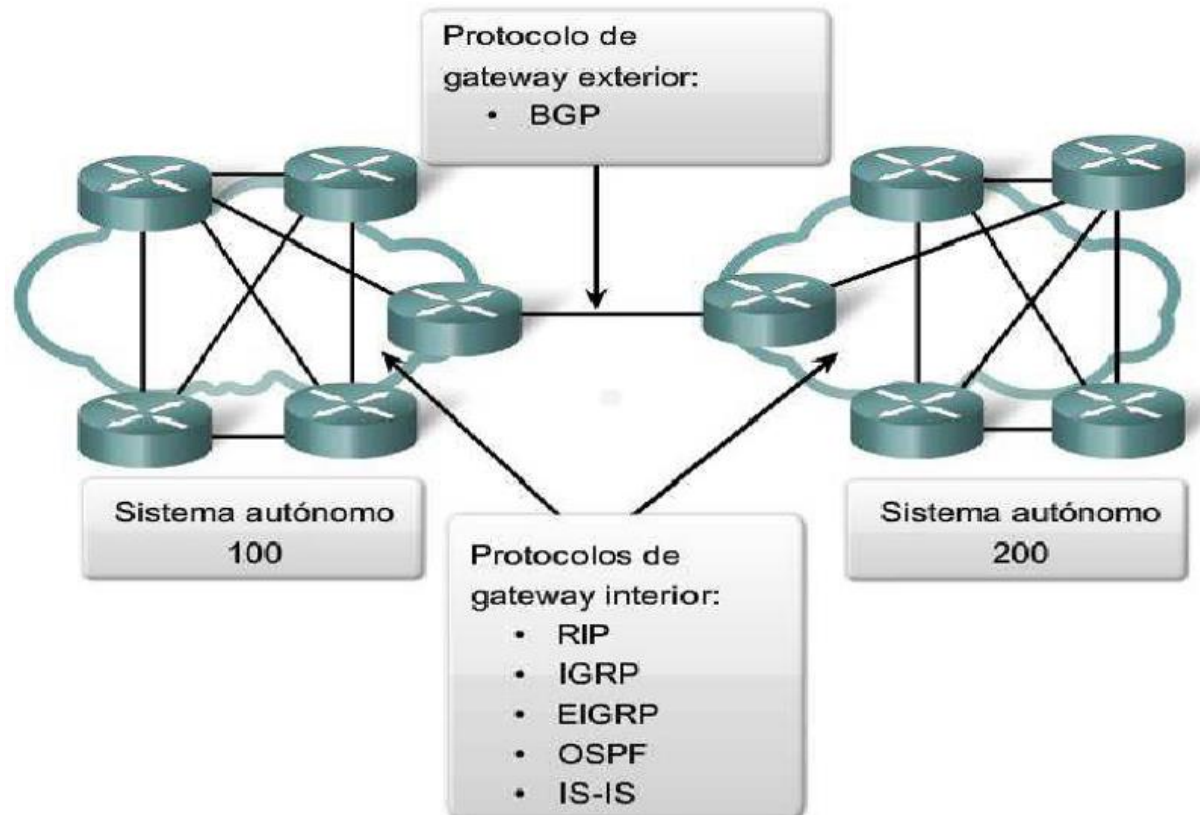 Protocolo de
gateway exterior:
• BGP
Sistema autónomo
100
Sistema autónomo
200
Protocolos de
gateway interior:
• RIP
• IGRP
• EIGRP
• OSPF
• IS-IS